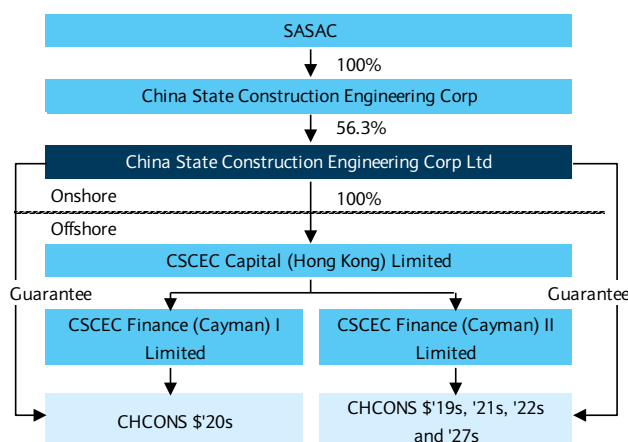 SASAC
100%
China State Construction Engineering Corp
56.3%
China State Construction Engineering Corp Ltd
Onshore
100%
Offshore
CSCEC Capital (Hong Kong) Limited
Guarantee
Guarantee
CSCEC Finance (Cayman) I
Limited
CSCEC Finance (Cayman) II
Limited
CHCONS $'20s
CHCONS $'19s, '21s, '22s
and '27s